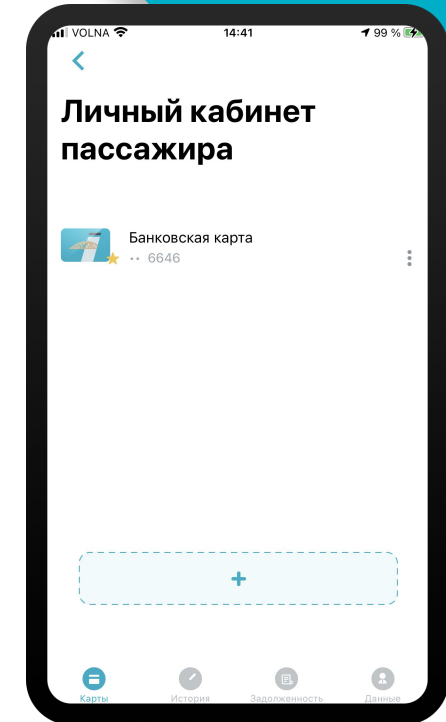 VOLNA 14:41 99 %
Личный кабинет
пассажира
Банковская карта
•• 6646
+
Карты История Задолженность Данные